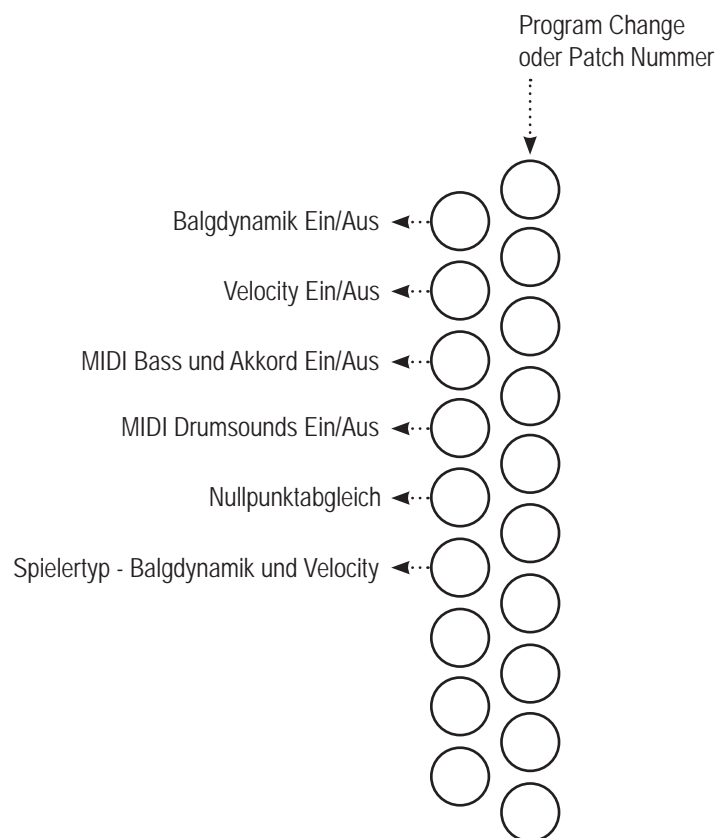 Program Change
oder Patch Nummer
Balgdynamik Ein/Aus
Velocity Ein/Aus
MIDI Bass und Akkord Ein/Aus
MIDI Drumsounds Ein/Aus
Nullpunktabgleich
Spielertyp - Balgdynamik und Velocity